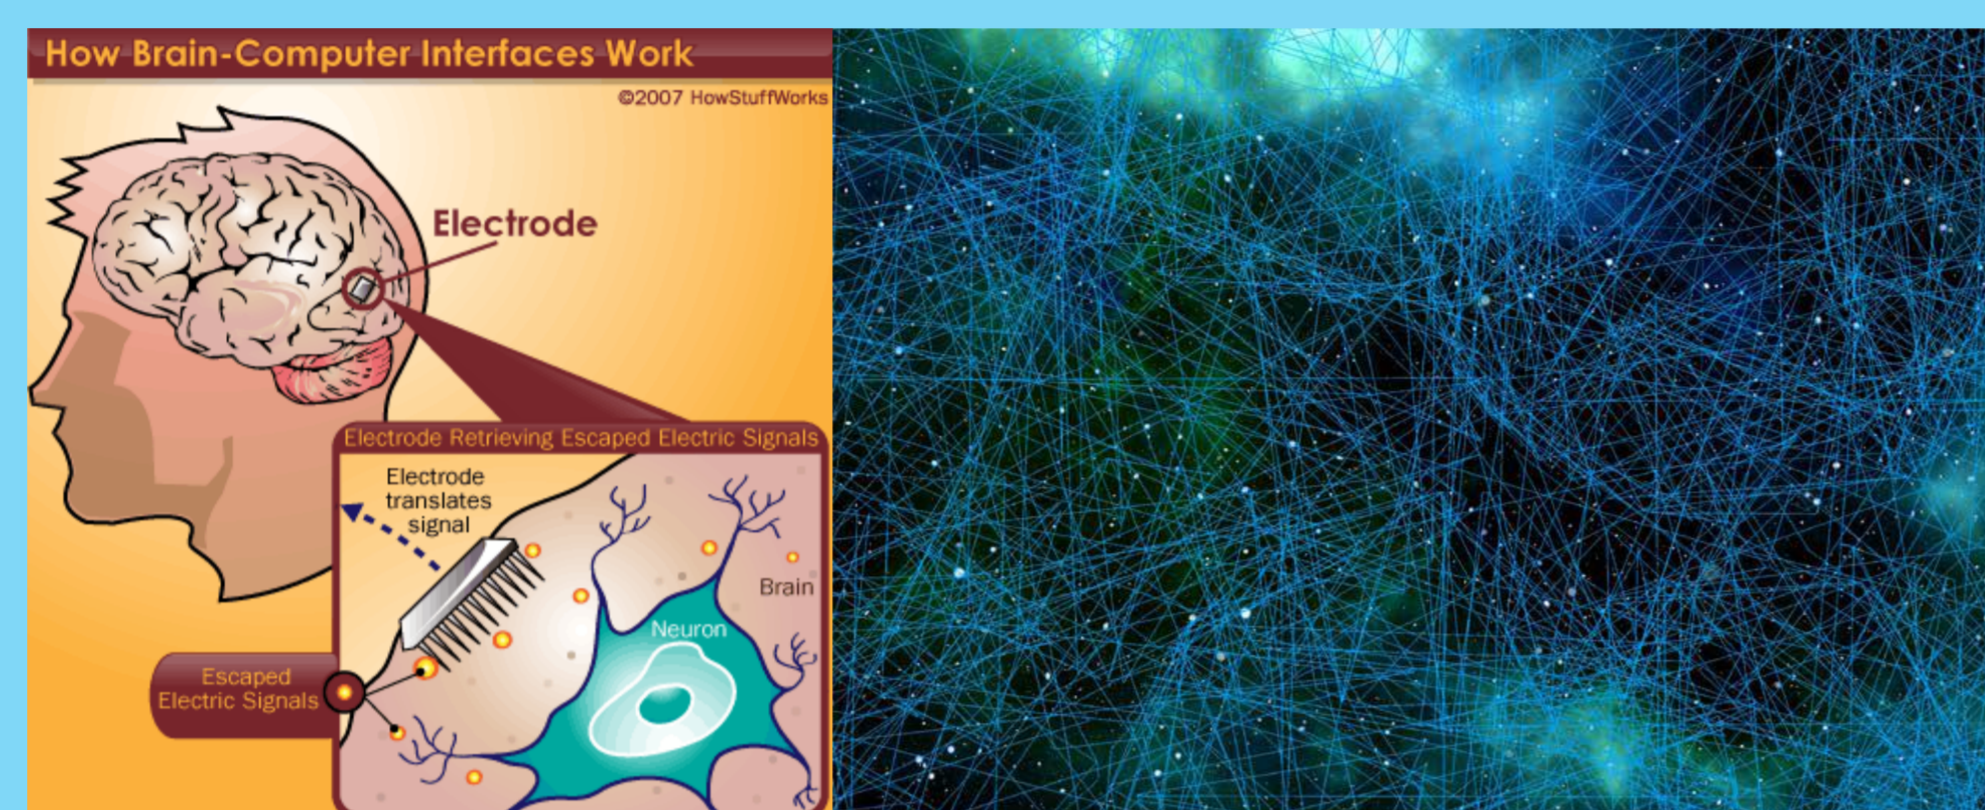 How Brain-Computer Interfaces Work
©2007 HowStuffWorks
Electrode
Electrode Retrieving Escaped Electric Signals
Electrode
translates
signal
Brain
Neuron
Escaped
Electric Signals